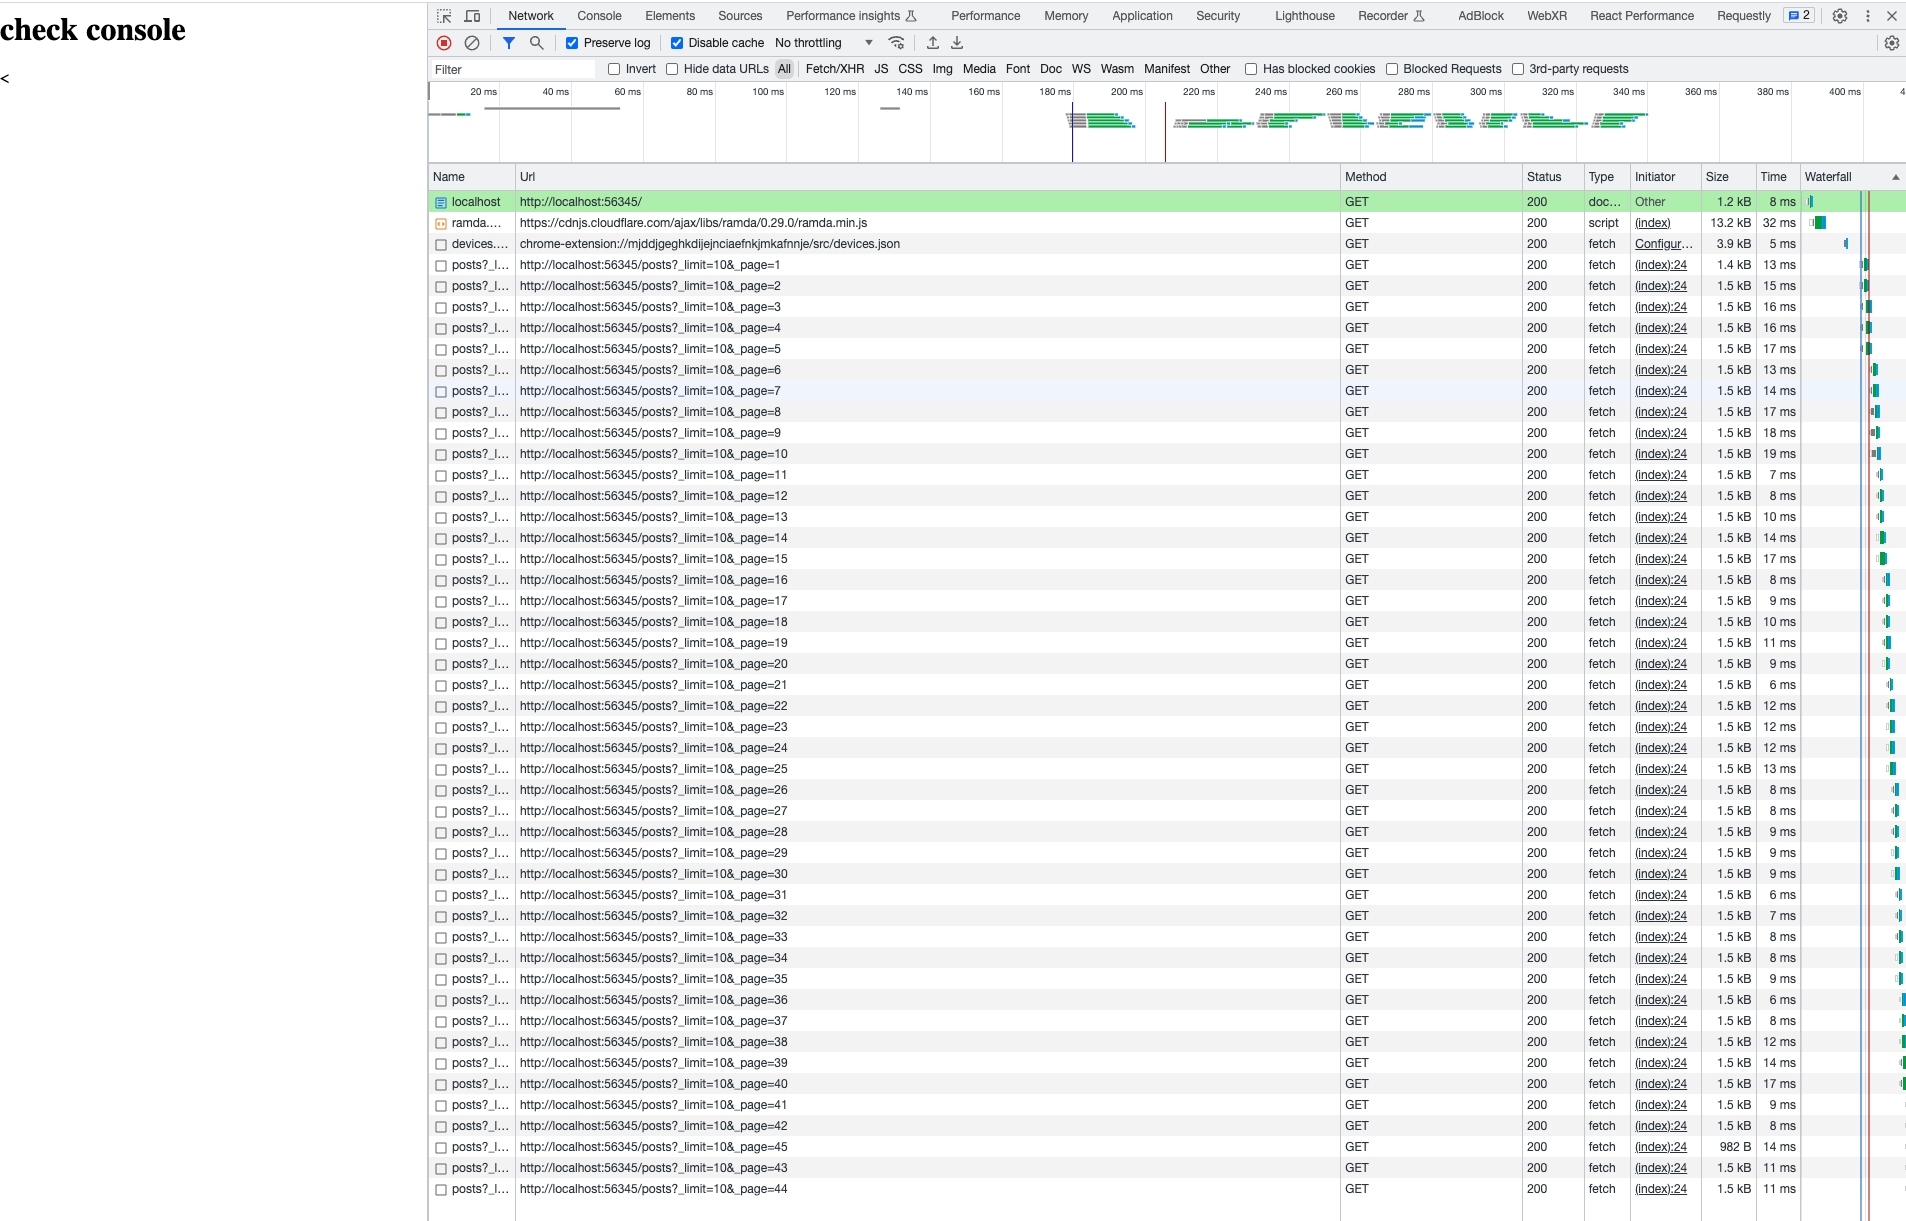 check console
<
Network Console Elements Sources Performance insights Performance Memory Application Security Lighthouse Recorder AdBlock WebXR React Performance Requestly 2
Preserve log Disable cache No throttling
Filter Invert Hide data URLs All Fetch/XHR JS CSS Img Media Font Doc WS Wasm Manifest Other Has blocked cookies Blocked Requests 3rd-party requests
20 ms 40 ms 60 ms 80 ms 100 ms 120 ms 140 ms 160 ms 180 ms 200 ms 220 ms 240 ms 260 ms 280 ms 300 ms 320 ms 340 ms 360 ms 380 ms 400 ms 4
Name Url Method Status Type Initiator Size Time Waterfall
localhost http://localhost:56345/ GET 200 doc... Other 1.2 kB 8 ms
ramda.... https://cdnjs.cloudflare.com/ajax/libs/ramda/0.29.0/ramda.min.js GET 200 script (index) 13.2 kB 32 ms
devices.... chrome-extension://mjddjgeghkdijejnciaefnkjmkafnnje/src/devices.json GET 200 fetch Configur... 3.9 kB 5 ms
posts?_l... http://localhost:56345/posts?_limit=10&_page=1 GET 200 fetch (index):24 1.4 kB 13 ms
posts?_l... http://localhost:56345/posts?_limit=10&_page=2 GET 200 fetch (index):24 1.5 kB 15 ms
posts?_l... http://localhost:56345/posts?_limit=10&_page=3 GET 200 fetch (index):24 1.5 kB 16 ms
posts?_l... http://localhost:56345/posts?_limit=10&_page=4 GET 200 fetch (index):24 1.5 kB 16 ms
posts?_l... http://localhost:56345/posts?_limit=10&_page=5 GET 200 fetch (index):24 1.5 kB 17 ms
posts?_l... http://localhost:56345/posts?_limit=10&_page=6 GET 200 fetch (index):24 1.5 kB 13 ms
posts?_l... http://localhost:56345/posts?_limit=10&_page=7 GET 200 fetch (index):24 1.5 kB 14 ms
posts?_l... http://localhost:56345/posts?_limit=10&_page=8 GET 200 fetch (index):24 1.5 kB 17 ms
posts?_l... http://localhost:56345/posts?_limit=10&_page=9 GET 200 fetch (index):24 1.5 kB 18 ms
posts?_l... http://localhost:56345/posts?_limit=10&_page=10 GET 200 fetch (index):24 1.5 kB 19 ms
posts?_l... http://localhost:56345/posts?_limit=10&_page=11 GET 200 fetch (index):24 1.5 kB 7 ms
posts?_l... http://localhost:56345/posts?_limit=10&_page=12 GET 200 fetch (index):24 1.5 kB 8 ms
posts?_l... http://localhost:56345/posts?_limit=10&_page=13 GET 200 fetch (index):24 1.5 kB 10 ms
posts?_l... http://localhost:56345/posts?_limit=10&_page=14 GET 200 fetch (index):24 1.5 kB 14 ms
posts?_l... http://localhost:56345/posts?_limit=10&_page=15 GET 200 fetch (index):24 1.5 kB 17 ms
posts?_l... http://localhost:56345/posts?_limit=10&_page=16 GET 200 fetch (index):24 1.5 kB 8 ms
posts?_l... http://localhost:56345/posts?_limit=10&_page=17 GET 200 fetch (index):24 1.5 kB 9 ms
posts?_l... http://localhost:56345/posts?_limit=10&_page=18 GET 200 fetch (index):24 1.5 kB 10 ms
posts?_l... http://localhost:56345/posts?_limit=10&_page=19 GET 200 fetch (index):24 1.5 kB 11 ms
posts?_l... http://localhost:56345/posts?_limit=10&_page=20 GET 200 fetch (index):24 1.5 kB 9 ms
posts?_l... http://localhost:56345/posts?_limit=10&_page=21 GET 200 fetch (index):24 1.5 kB 6 ms
posts?_l... http://localhost:56345/posts?_limit=10&_page=22 GET 200 fetch (index):24 1.5 kB 12 ms
posts?_l... http://localhost:56345/posts?_limit=10&_page=23 GET 200 fetch (index):24 1.5 kB 12 ms
posts?_l... http://localhost:56345/posts?_limit=10&_page=24 GET 200 fetch (index):24 1.5 kB 12 ms
posts?_l... http://localhost:56345/posts?_limit=10&_page=25 GET 200 fetch (index):24 1.5 kB 13 ms
posts?_l... http://localhost:56345/posts?_limit=10&_page=26 GET 200 fetch (index):24 1.5 kB 8 ms
posts?_l... http://localhost:56345/posts?_limit=10&_page=27 GET 200 fetch (index):24 1.5 kB 8 ms
posts?_l... http://localhost:56345/posts?_limit=10&_page=28 GET 200 fetch (index):24 1.5 kB 9 ms
posts?_l... http://localhost:56345/posts?_limit=10&_page=29 GET 200 fetch (index):24 1.5 kB 9 ms
posts?_l... http://localhost:56345/posts?_limit=10&_page=30 GET 200 fetch (index):24 1.5 kB 9 ms
posts?_l... http://localhost:56345/posts?_limit=10&_page=31 GET 200 fetch (index):24 1.5 kB 6 ms
posts?_l... http://localhost:56345/posts?_limit=10&_page=32 GET 200 fetch (index):24 1.5 kB 7 ms
posts?_l... http://localhost:56345/posts?_limit=10&_page=33 GET 200 fetch (index):24 1.5 kB 8 ms
posts?_l... http://localhost:56345/posts?_limit=10&_page=34 GET 200 fetch (index):24 1.5 kB 8 ms
posts?_l... http://localhost:56345/posts?_limit=10&_page=35 GET 200 fetch (index):24 1.5 kB 9 ms
posts?_l... http://localhost:56345/posts?_limit=10&_page=36 GET 200 fetch (index):24 1.5 kB 6 ms
posts?_l... http://localhost:56345/posts?_limit=10&_page=37 GET 200 fetch (index):24 1.5 kB 8 ms
posts?_l... http://localhost:56345/posts?_limit=10&_page=38 GET 200 fetch (index):24 1.5 kB 12 ms
posts?_l... http://localhost:56345/posts?_limit=10&_page=39 GET 200 fetch (index):24 1.5 kB 14 ms
posts?_l... http://localhost:56345/posts?_limit=10&_page=40 GET 200 fetch (index):24 1.5 kB 17 ms
posts?_l... http://localhost:56345/posts?_limit=10&_page=41 GET 200 fetch (index):24 1.5 kB 9 ms
posts?_l... http://localhost:56345/posts?_limit=10&_page=42 GET 200 fetch (index):24 1.5 kB 8 ms
posts?_l... http://localhost:56345/posts?_limit=10&_page=45 GET 200 fetch (index):24 982 B 14 ms
posts?_l... http://localhost:56345/posts?_limit=10&_page=43 GET 200 fetch (index):24 1.5 kB 11 ms
posts?_l... http://localhost:56345/posts?_limit=10&_page=44 GET 200 fetch (index):24 1.5 kB 11 ms